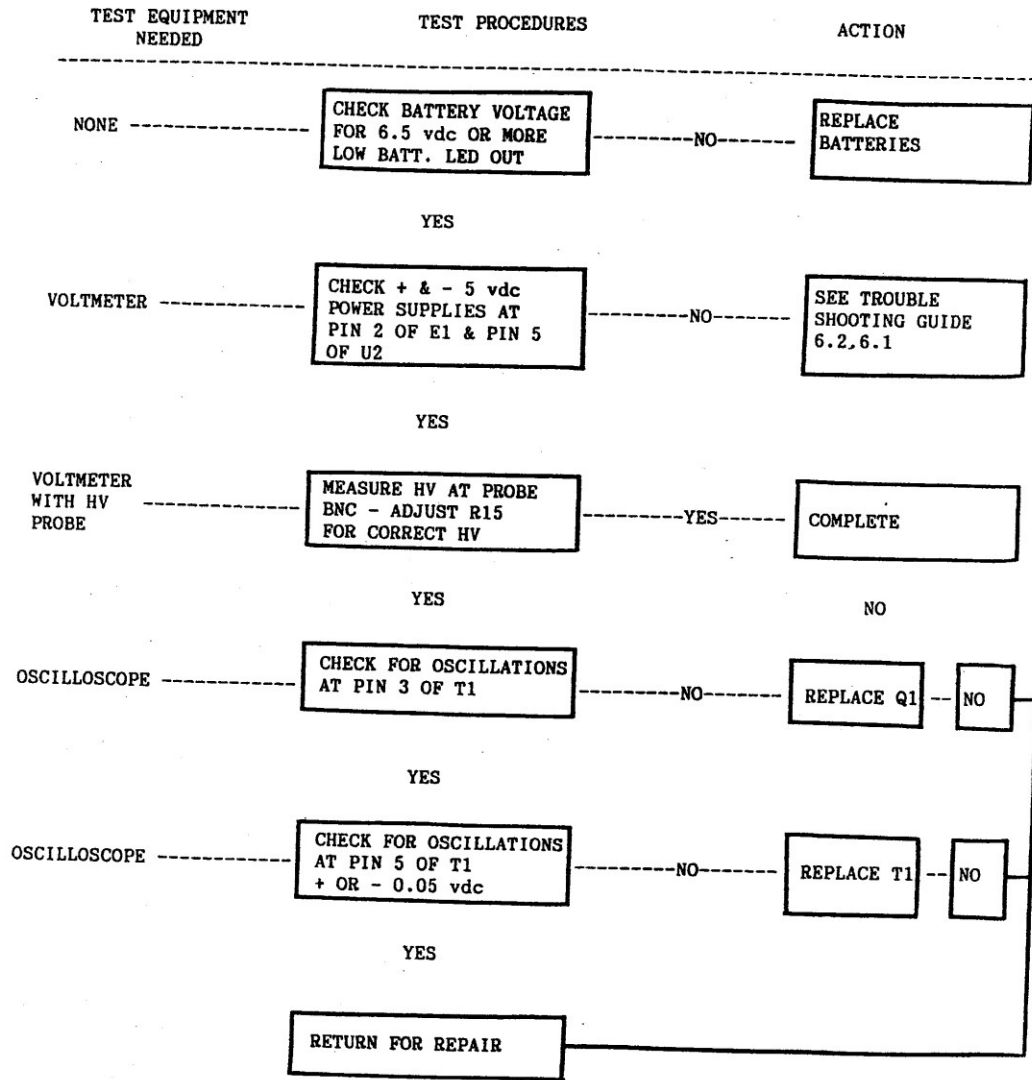 TEST EQUIPMENT
NEEDED
TEST PROCEDURES
ACTION
NONE
CHECK BATTERY VOLTAGE
FOR 6.5 vdc OR MORE
LOW BATT. LED OUT
NO
REPLACE
BATTERIES
YES
VOLTMETER
CHECK + & - 5 vdc
POWER SUPPLIES AT
PIN 2 OF E1 & PIN 5
OF U2
NO
SEE TROUBLE
SHOOTING GUIDE
6.2,6.1
YES
VOLTMETER
WITH HV
PROBE
MEASURE HV AT PROBE
BNC - ADJUST R15
FOR CORRECT HV
YES
COMPLETE
YES
NO
OSCILLOSCOPE
CHECK FOR OSCILLATIONS
AT PIN 3 OF T1
NO
REPLACE Q1
NO
YES
OSCILLOSCOPE
CHECK FOR OSCILLATIONS
AT PIN 5 OF T1
+ OR - 0.05 vdc
NO
REPLACE T1
NO
YES
RETURN FOR REPAIR